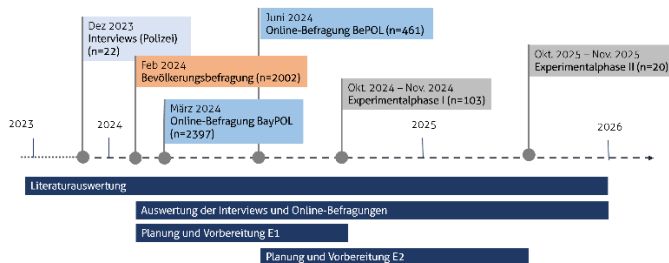 Dez 2023
Interviews (Polizei)
(n=22)
Feb 2024
Bevölkerungsbefragung (n=2002)
März 2024
Online-Befragung BayPOL
(n=2397)
Juni 2024
Online-Befragung BePOL (n=461)
Okt. 2024 – Nov. 2024
Experimentalphase I (n=103)
Okt. 2025 – Nov. 2025
Experimentalphase II (n=20)
2023
2024
2025
2026
Literaturauswertung
Auswertung der Interviews und Online-Befragungen
Planung und Vorbereitung E1
Planung und Vorbereitung E2